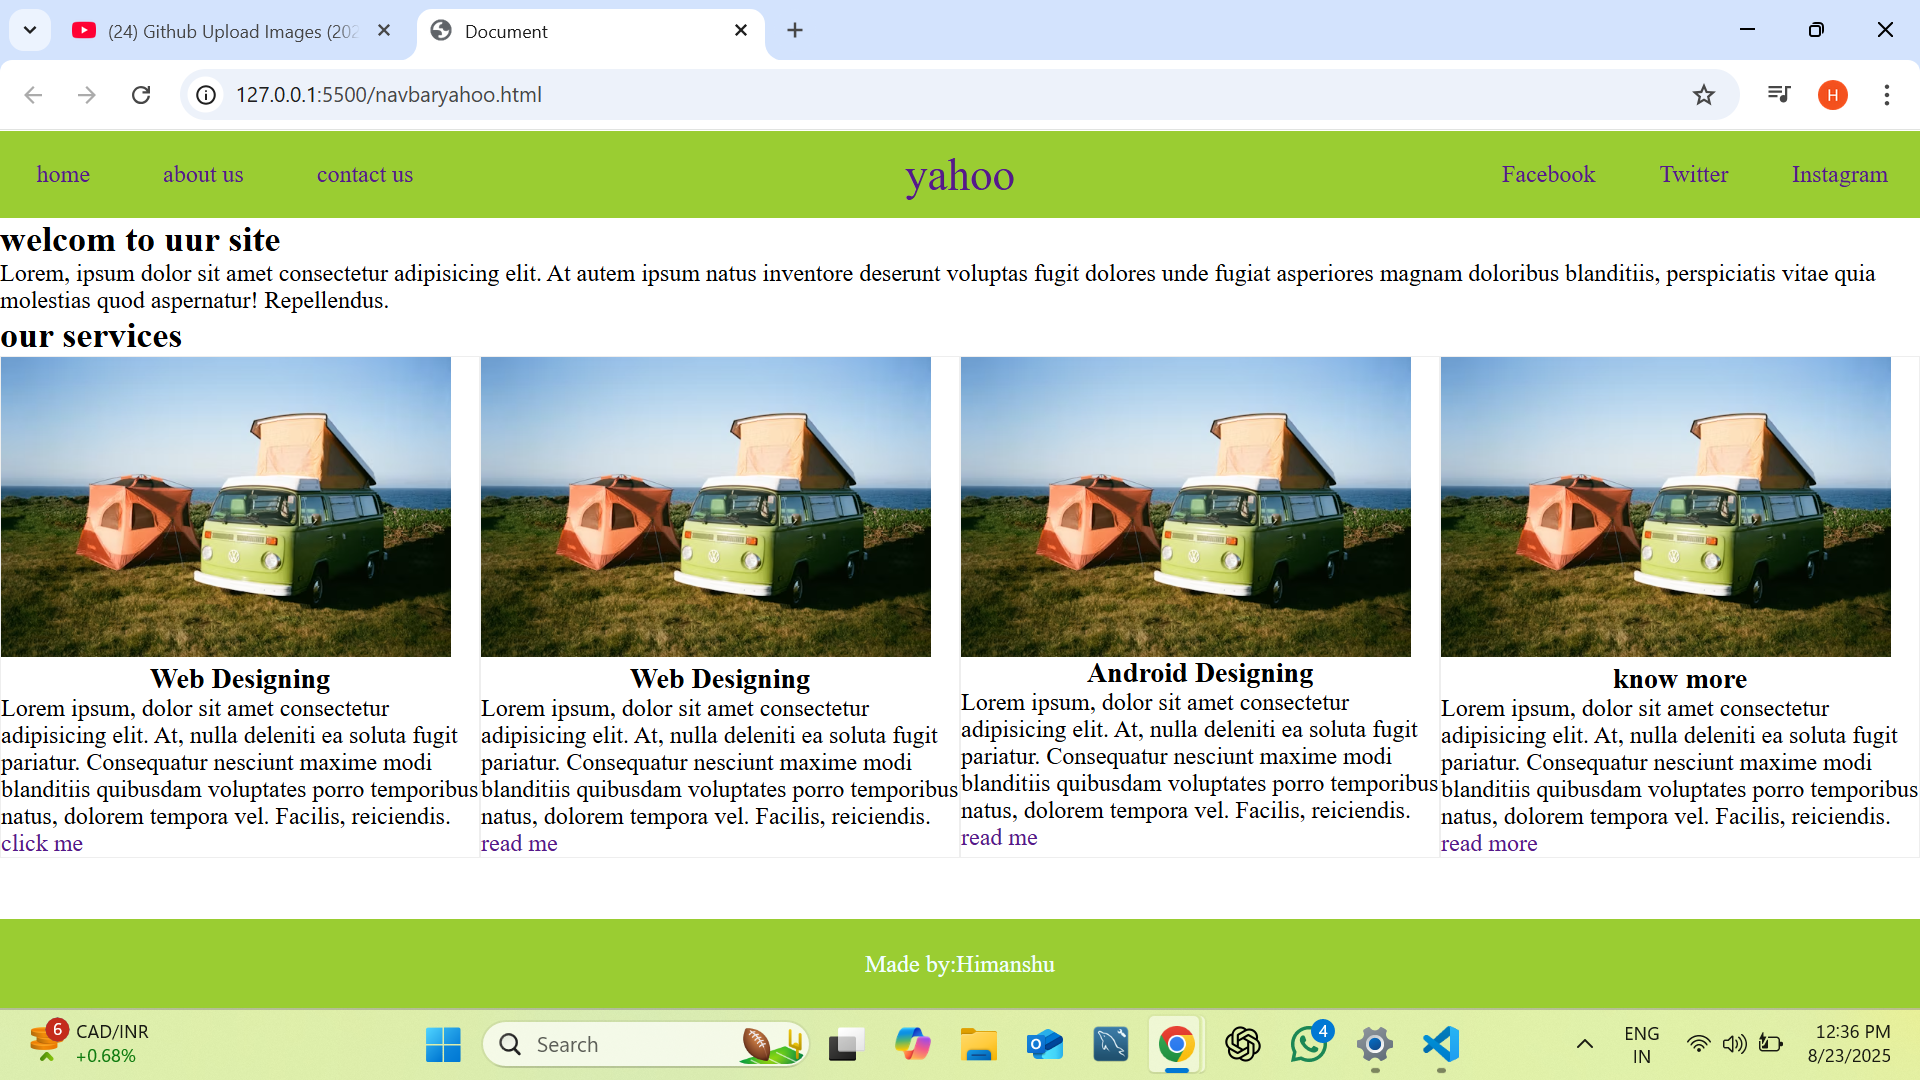 (24) Github Upload Images (202
Document
127.0.0.1:5500/navbaryahoo.html
H
home about us contact us yahoo Facebook Twitter Instagram
welcom to uur site
Lorem, ipsum dolor sit amet consectetur adipisicing elit. At autem ipsum natus inventore deserunt voluptas fugit dolores unde fugiat asperiores magnam doloribus blanditiis, perspiciatis vitae quia
molestias quod aspernatur! Repellendus.
our services
Web Designing
Lorem ipsum, dolor sit amet consectetur
adipisicing elit. At, nulla deleniti ea soluta fugit
pariatur. Consequatur nesciunt maxime modi
blanditiis quibusdam voluptates porro temporibus
natus, dolorem tempora vel. Facilis, reiciendis.
click me
Web Designing
Lorem ipsum, dolor sit amet consectetur
adipisicing elit. At, nulla deleniti ea soluta fugit
pariatur. Consequatur nesciunt maxime modi
blanditiis quibusdam voluptates porro temporibus
natus, dolorem tempora vel. Facilis, reiciendis.
read me
Android Designing
Lorem ipsum, dolor sit amet consectetur
adipisicing elit. At, nulla deleniti ea soluta fugit
pariatur. Consequatur nesciunt maxime modi
blanditiis quibusdam voluptates porro temporibus
natus, dolorem tempora vel. Facilis, reiciendis.
read me
know more
Lorem ipsum, dolor sit amet consectetur
adipisicing elit. At, nulla deleniti ea soluta fugit
pariatur. Consequatur nesciunt maxime modi
blanditiis quibusdam voluptates porro temporibus
natus, dolorem tempora vel. Facilis, reiciendis.
read more
Made by:Himanshu
6
CAD/INR
+0.68%
Search
4
ENG
IN
12:36 PM
8/23/2025